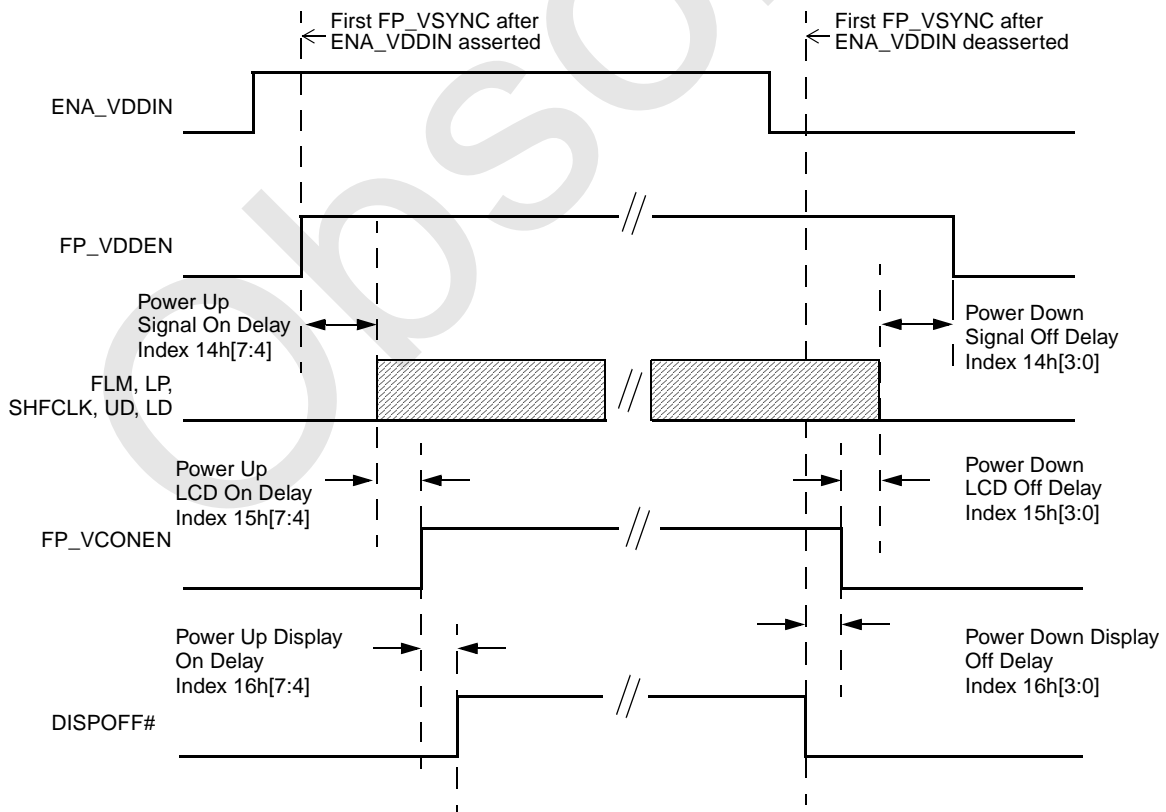 First FP_VSYNC after
ENA_VDDIN asserted
First FP_VSYNC after
ENA_VDDIN deasserted
ENA_VDDIN
FP_VDDEN
Power Up
Signal On Delay
Index 14h[7:4]
Power Down
Signal Off Delay
Index 14h[3:0]
FLM, LP,
SHFCLK, UD, LD
Power Up
LCD On Delay
Index 15h[7:4]
Power Down
LCD Off Delay
Index 15h[3:0]
FP_VCONEN
Power Up Display
On Delay
Index 16h[7:4]
Power Down Display
Off Delay
Index 16h[3:0]
DISPOFF#
Obso